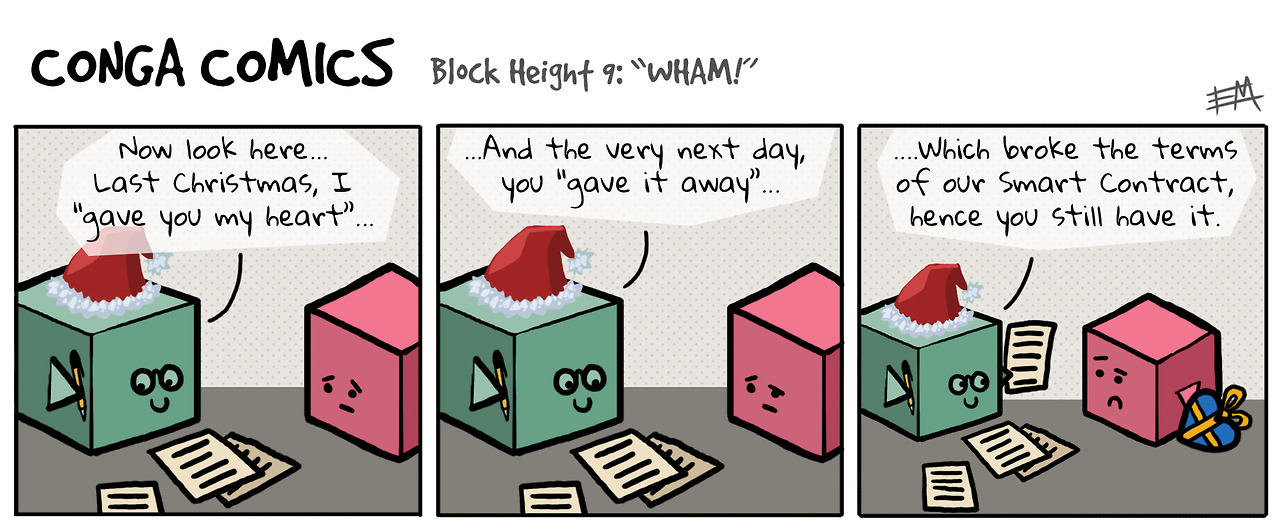 CONGA COMICS Block Height 9: "WHAM!"
EM
Now look here...
Last Christmas, I
"gave you my heart"...
...And the very next day,
you "gave it away"...
....Which broke the terms
of our Smart Contract,
hence you still have it.